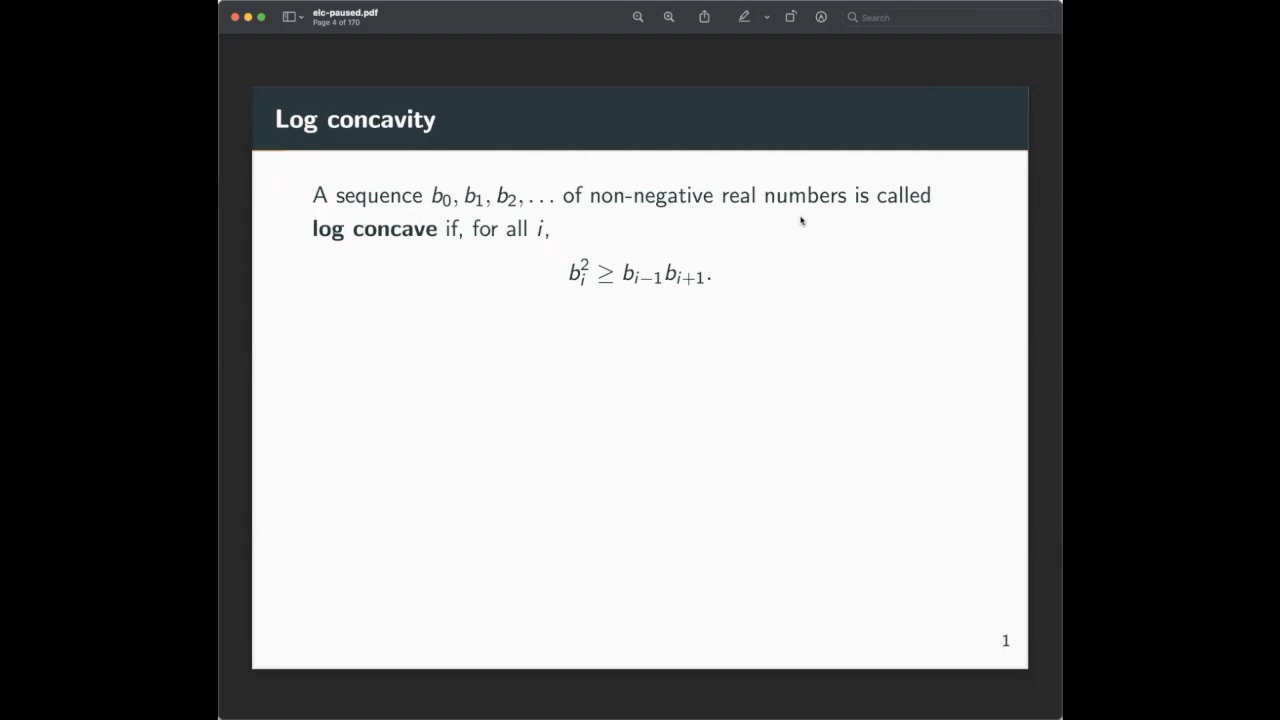 elc-paused.pdf
Page 4 of 170
Search
Log concavity
A sequence b₀, b₁, b₂, . . . of non-negative real numbers is called
log concave if, for all i,
bᵢ² ≥ bᵢ₋₁bᵢ₊₁.
1